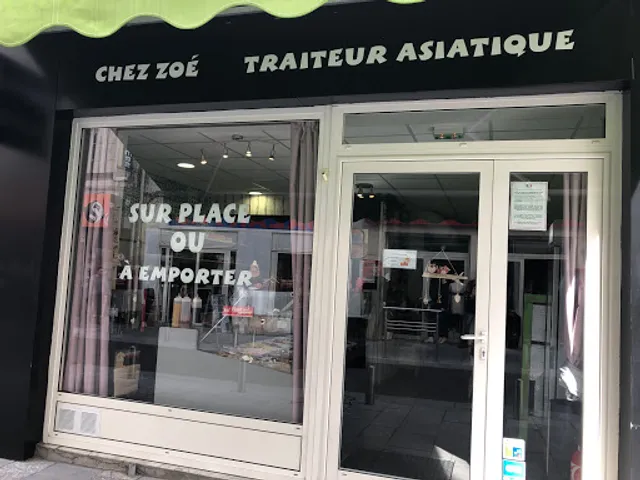 CHEZ ZOÉ TRAITEUR ASIATIQUE
SUR PLACE
OU
À EMPORTER